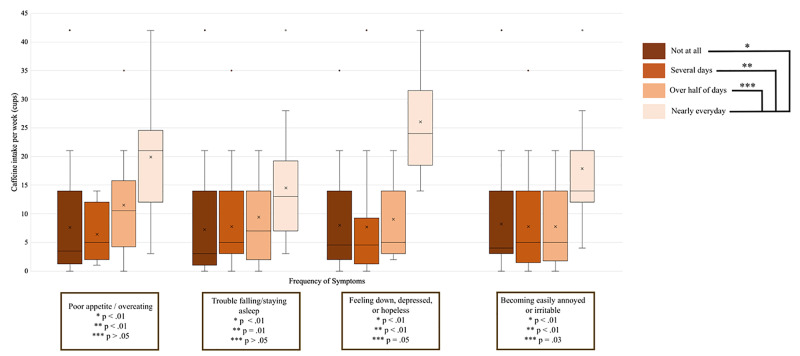 45
40
35
30
25
20
15
10
5
0
Caffeine intake per week (cups)
Frequency of Symptoms
Not at all
Several days
Over half of days
Nearly everyday
*
**
***
Poor appetite / overeating
* p < .01
** p < .01
*** p > .05
Trouble falling/staying
asleep
* p < .01
** p = .01
*** p > .05
Feeling down, depressed,
or hopeless
* p < .01
** p < .01
*** p = .05
Becoming easily annoyed
or irritable
* p < .01
** p < .01
*** p = .03